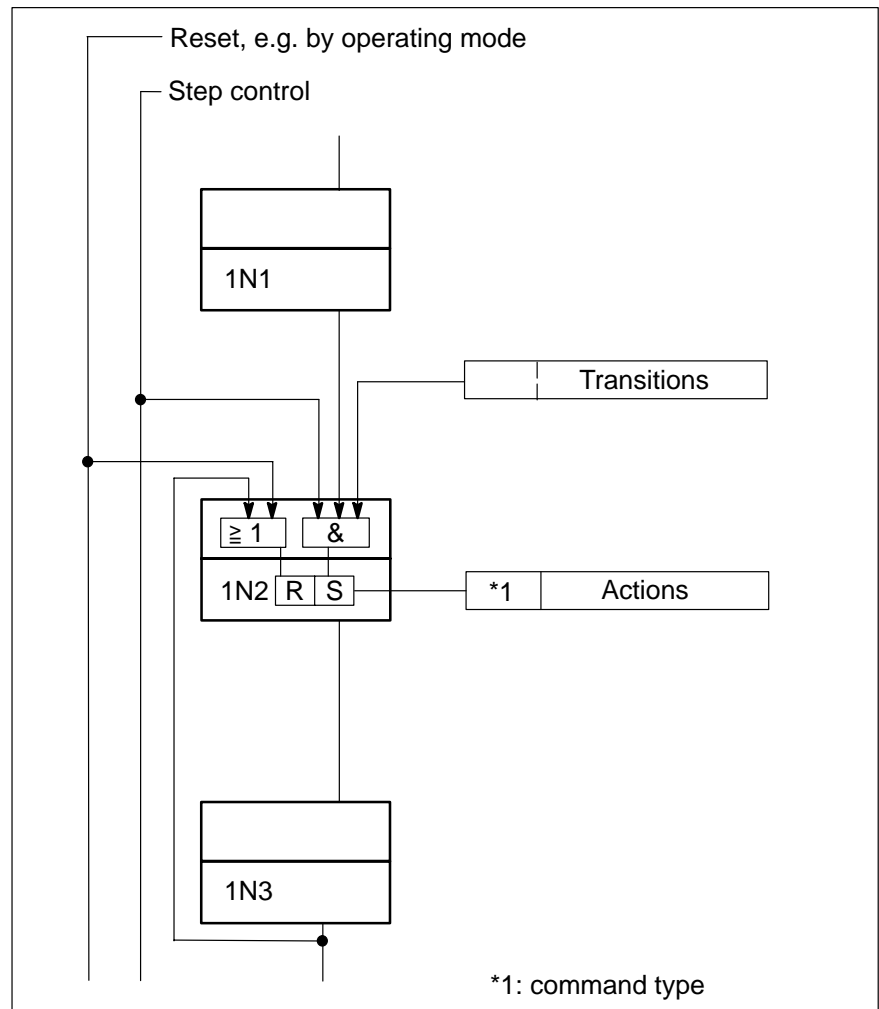 Reset, e.g. by operating mode
Step control
1N1
Transitions
≧ 1
&
1N2 R S
*1 Actions
1N3
*1: command type